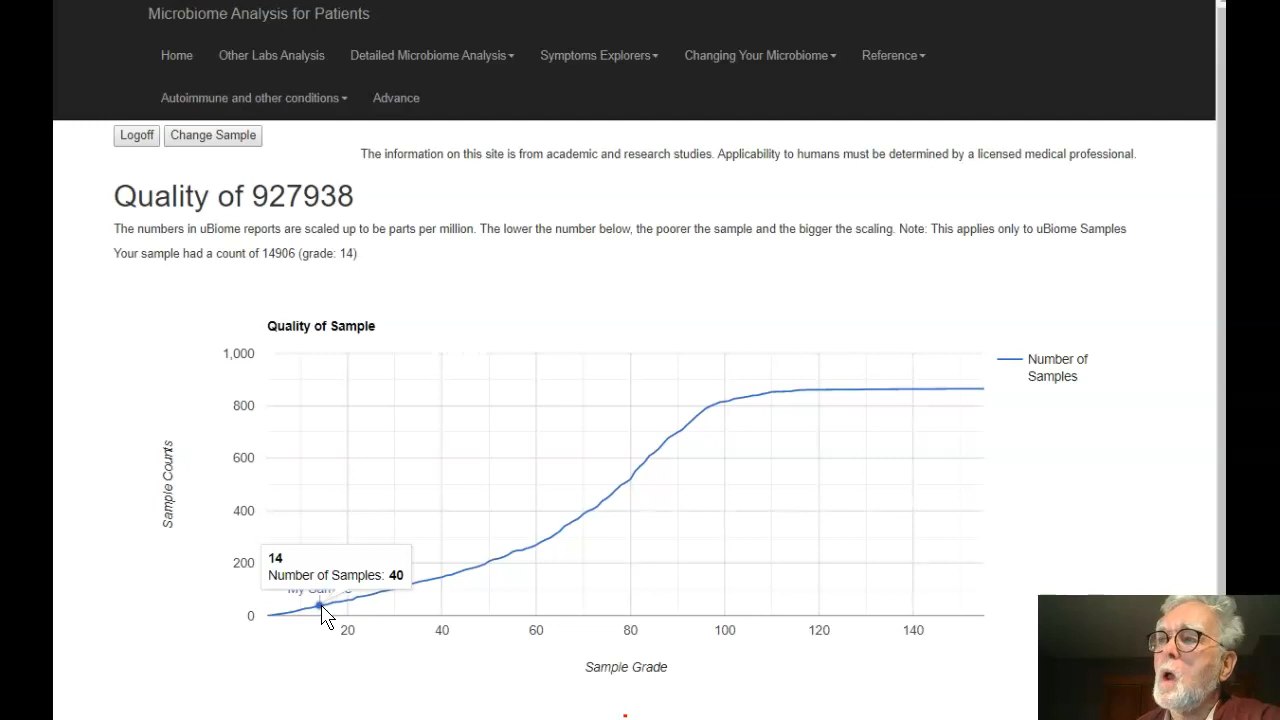 Microbiome Analysis for Patients
Home Other Labs Analysis Detailed Microbiome Analysis Symptoms Explorers Changing Your Microbiome Reference
Autoimmune and other conditions Advance
Logoff Change Sample
The information on this site is from academic and research studies. Applicability to humans must be determined by a licensed medical professional.
Quality of 927938
The numbers in uBiome reports are scaled up to be parts per million. The lower the number below, the poorer the sample and the bigger the scaling. Note: This applies only to uBiome Samples
Your sample had a count of 14906 (grade: 14)
Quality of Sample
1,000
800
600
400
200
0
Sample Counts
Number of
Samples
14
Number of Samples: 40
20 40 60 80 100 120 140
Sample Grade